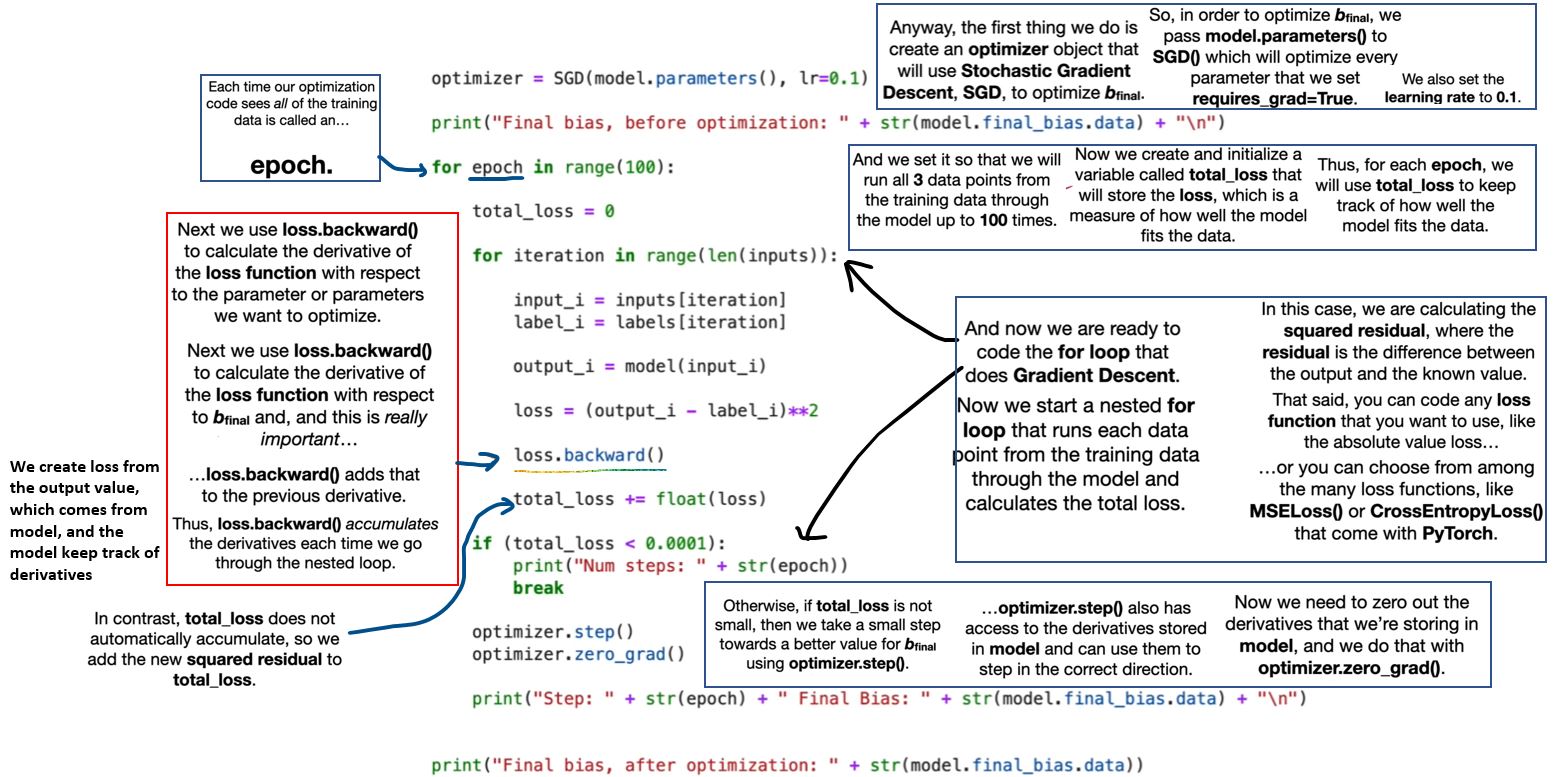 Anyway, the first thing we do is
create an optimizer object that
will use Stochastic Gradient
Descent, SGD, to optimize bfinal.
So, in order to optimize bfinal, we
pass model.parameters() to
SGD() which will optimize every
parameter that we set
requires_grad=True.
We also set the
learning rate to 0.1.
optimizer = SGD(model.parameters(), lr=0.1)
print("Final bias, before optimization: " + str(model.final_bias.data) + "\n")
Each time our optimization
code sees all of the training
data is called an…
epoch.
for epoch in range(100):
And we set it so that we will
run all 3 data points from
the training data through
the model up to 100 times.
Now we create and initialize a
variable called total_loss that
will store the loss, which is a
measure of how well the model
fits the data.
Thus, for each epoch, we
will use total_loss to keep
track of how well the
model fits the data.
total_loss = 0
for iteration in range(len(inputs)):
input_i = inputs[iteration]
label_i = labels[iteration]
output_i = model(input_i)
loss = (output_i - label_i)**2
loss.backward()
total_loss += float(loss)
And now we are ready to
code the for loop that
does Gradient Descent.
Now we start a nested for
loop that runs each data
point from the training data
through the model and
calculates the total loss.
In this case, we are calculating the
squared residual, where the
residual is the difference between
the output and the known value.
That said, you can code any loss
function that you want to use, like
the absolute value loss…
…or you can choose from among
the many loss functions, like
MSELoss() or CrossEntropyLoss()
that come with PyTorch.
Next we use loss.backward()
to calculate the derivative of
the loss function with respect
to the parameter or parameters
we want to optimize.
Next we use loss.backward()
to calculate the derivative of
the loss function with respect
to bfinal and, and this is really
important…
…loss.backward() adds that
to the previous derivative.
Thus, loss.backward() accumulates
the derivatives each time we go
through the nested loop.
We create loss from
the output value,
which comes from
model, and the
model keep track of
derivatives
In contrast, total_loss does not
automatically accumulate, so we
add the new squared residual to
total_loss.
if (total_loss < 0.0001):
print("Num steps: " + str(epoch))
break
optimizer.step()
optimizer.zero_grad()
Otherwise, if total_loss is not
small, then we take a small step
towards a better value for bfinal
using optimizer.step().
…optimizer.step() also has
access to the derivatives stored
in model and can use them to
step in the correct direction.
Now we need to zero out the
derivatives that we're storing in
model, and we do that with
optimizer.zero_grad().
print("Step: " + str(epoch) + " Final Bias: " + str(model.final_bias.data) + "\n")
print("Final bias, after optimization: " + str(model.final_bias.data))